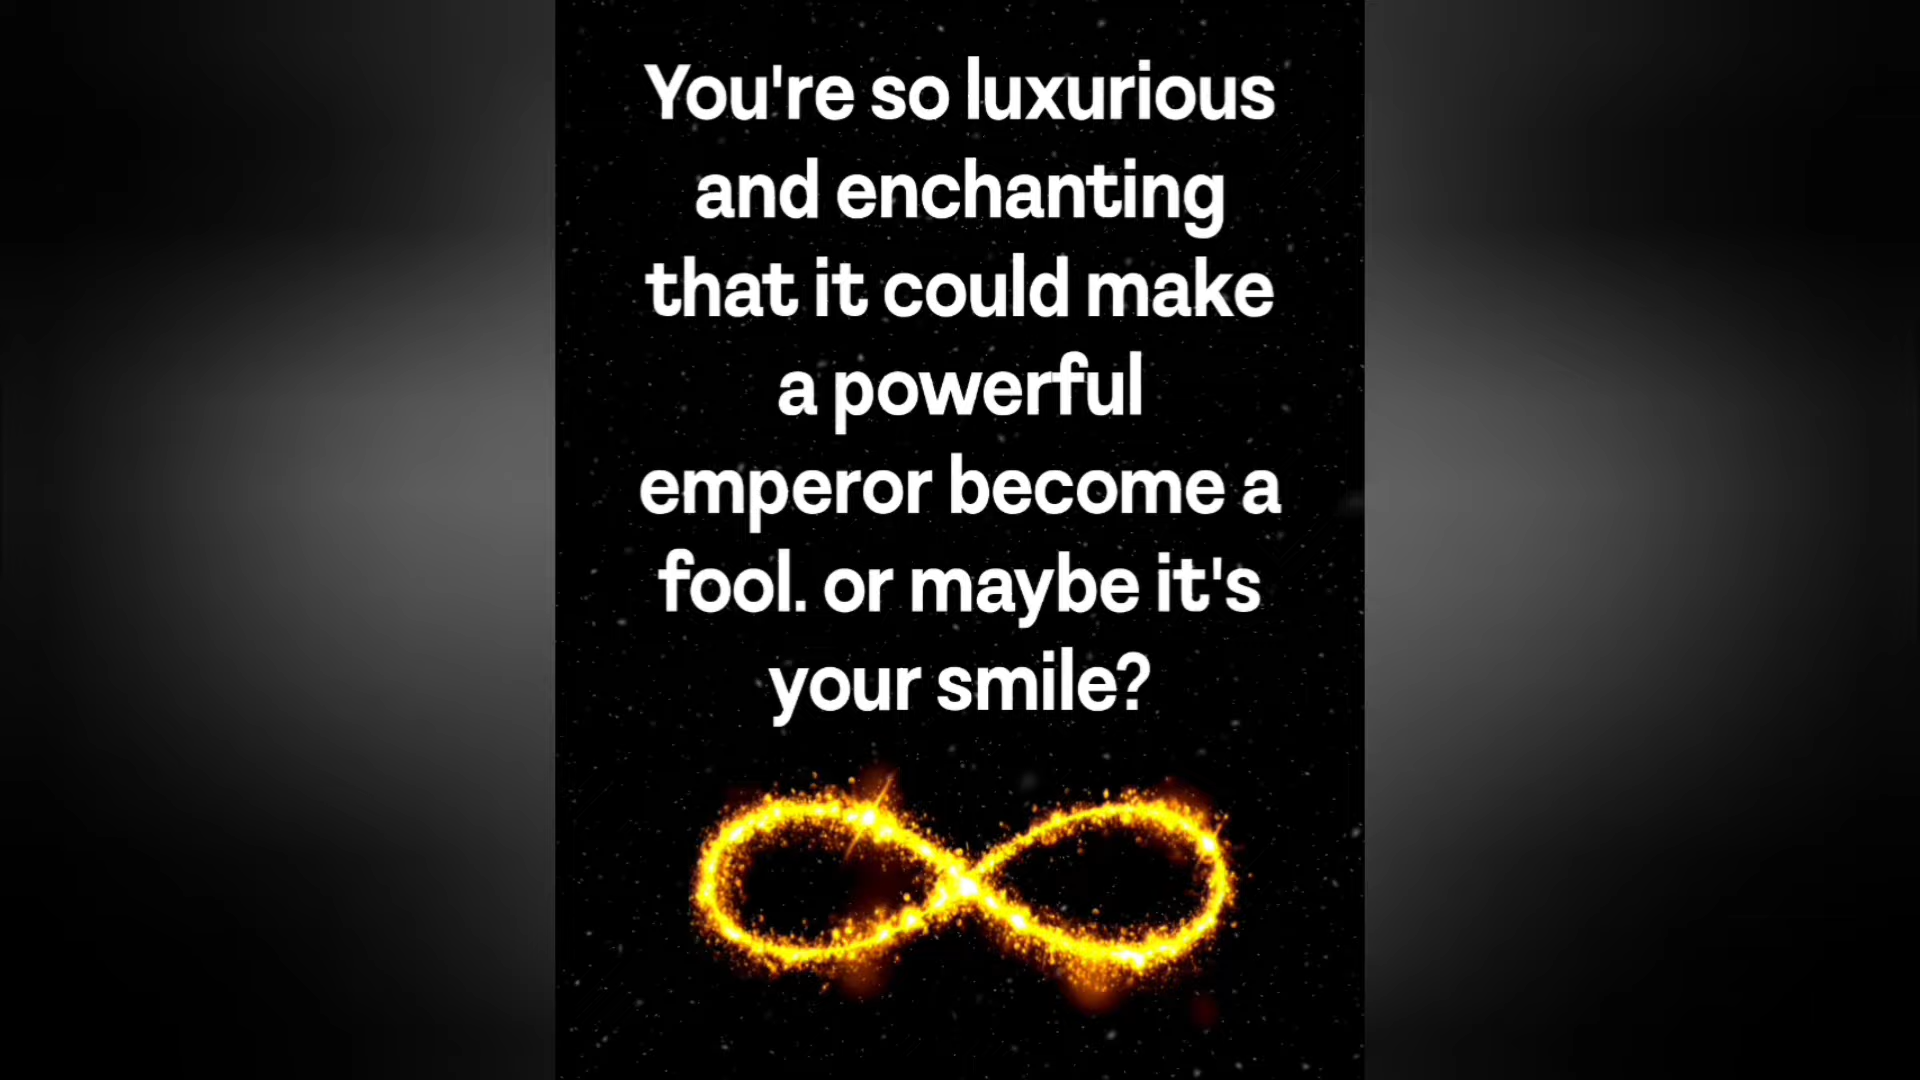 You're so luxurious
and enchanting
that it could make
a powerful
emperor become a
fool. or maybe it's
your smile?